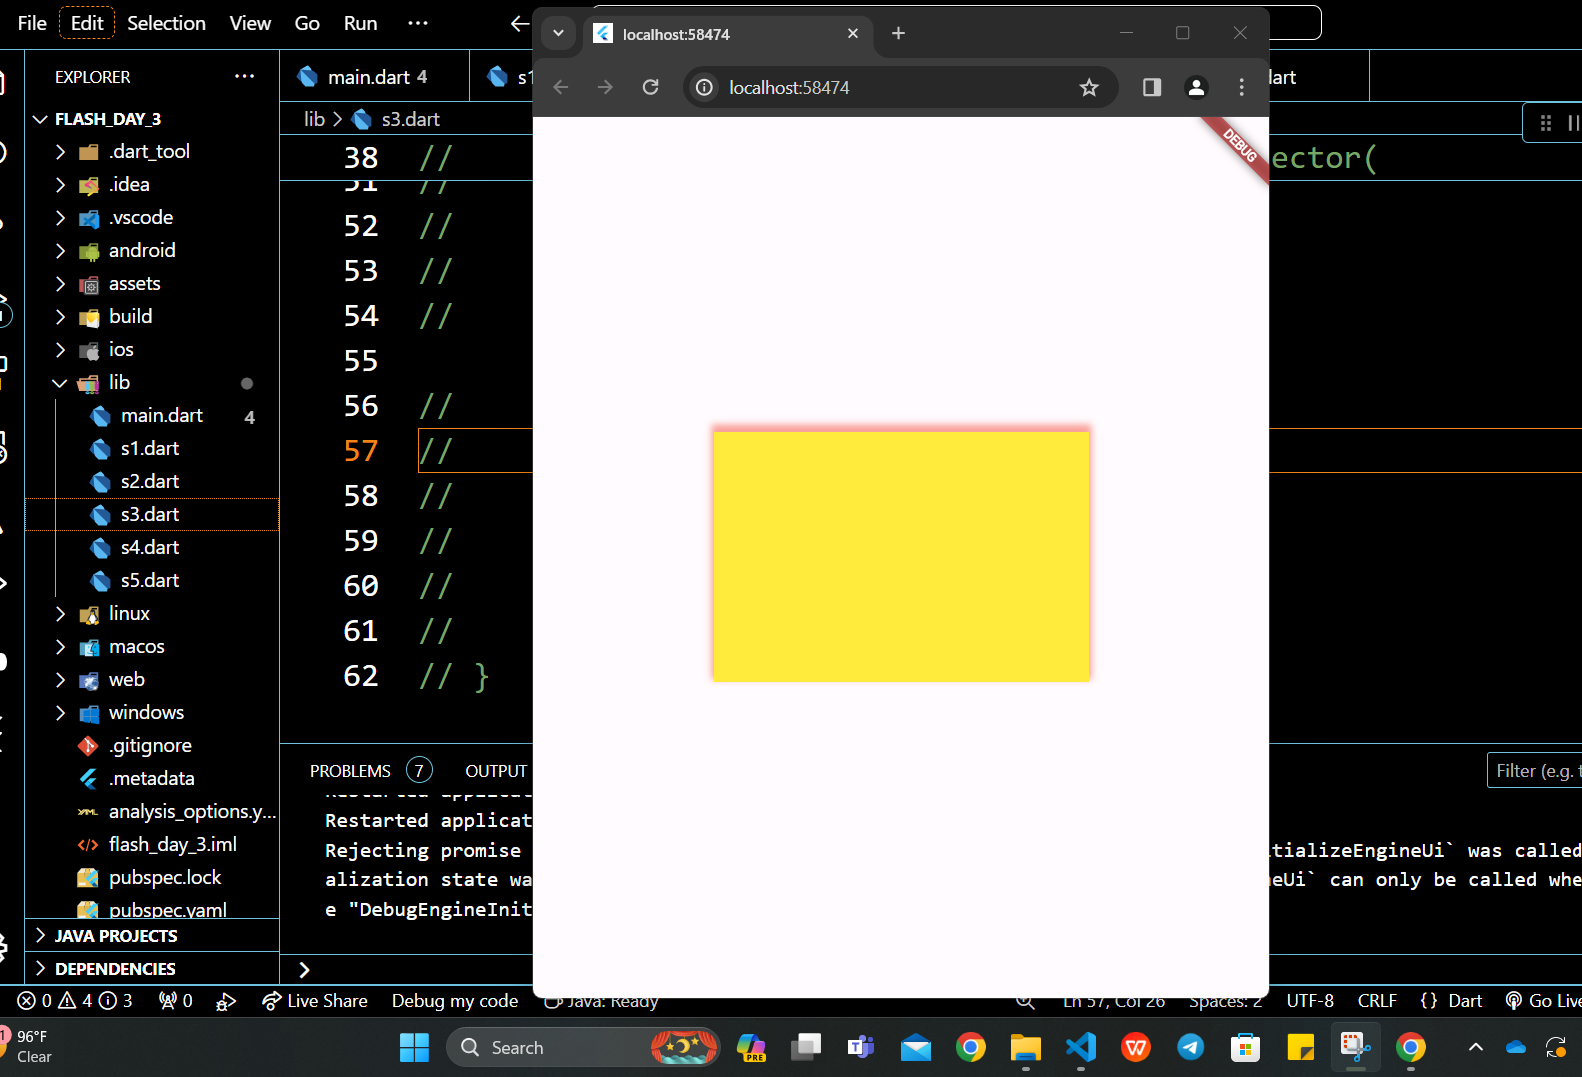 File Edit Selection View Go Run ···
localhost:58474
localhost:58474
DEBUG
EXPLORER ···
FLASH_DAY_3
.dart_tool
.idea
.vscode
android
assets
build
ios
lib
main.dart 4
s1.dart
s2.dart
s3.dart
s4.dart
s5.dart
linux
macos
web
windows
.gitignore
.metadata
analysis_options.y...
flash_day_3.iml
pubspec.lock
pubspec.yaml
JAVA PROJECTS
DEPENDENCIES
main.dart 4
lib > s3.dart
38 // ector(
51 //
52 //
53 //
54 //
55
56 //
57 //
58 //
59 //
60 //
61 //
62 // }
PROBLEMS 7 OUTPUT
Filter (e.g. t
Restarted applicat
Restarted applicat
Rejecting promise tializeEngineUi` was called
alization state wa neUi` can only be called whe
e "DebugEngineInit
0 4 3 0 Live Share Debug my code Java: Ready Ln 57, Col 26 Spaces: 2 UTF-8 CRLF {} Dart Go Live
96°F
Clear
Search
PRE